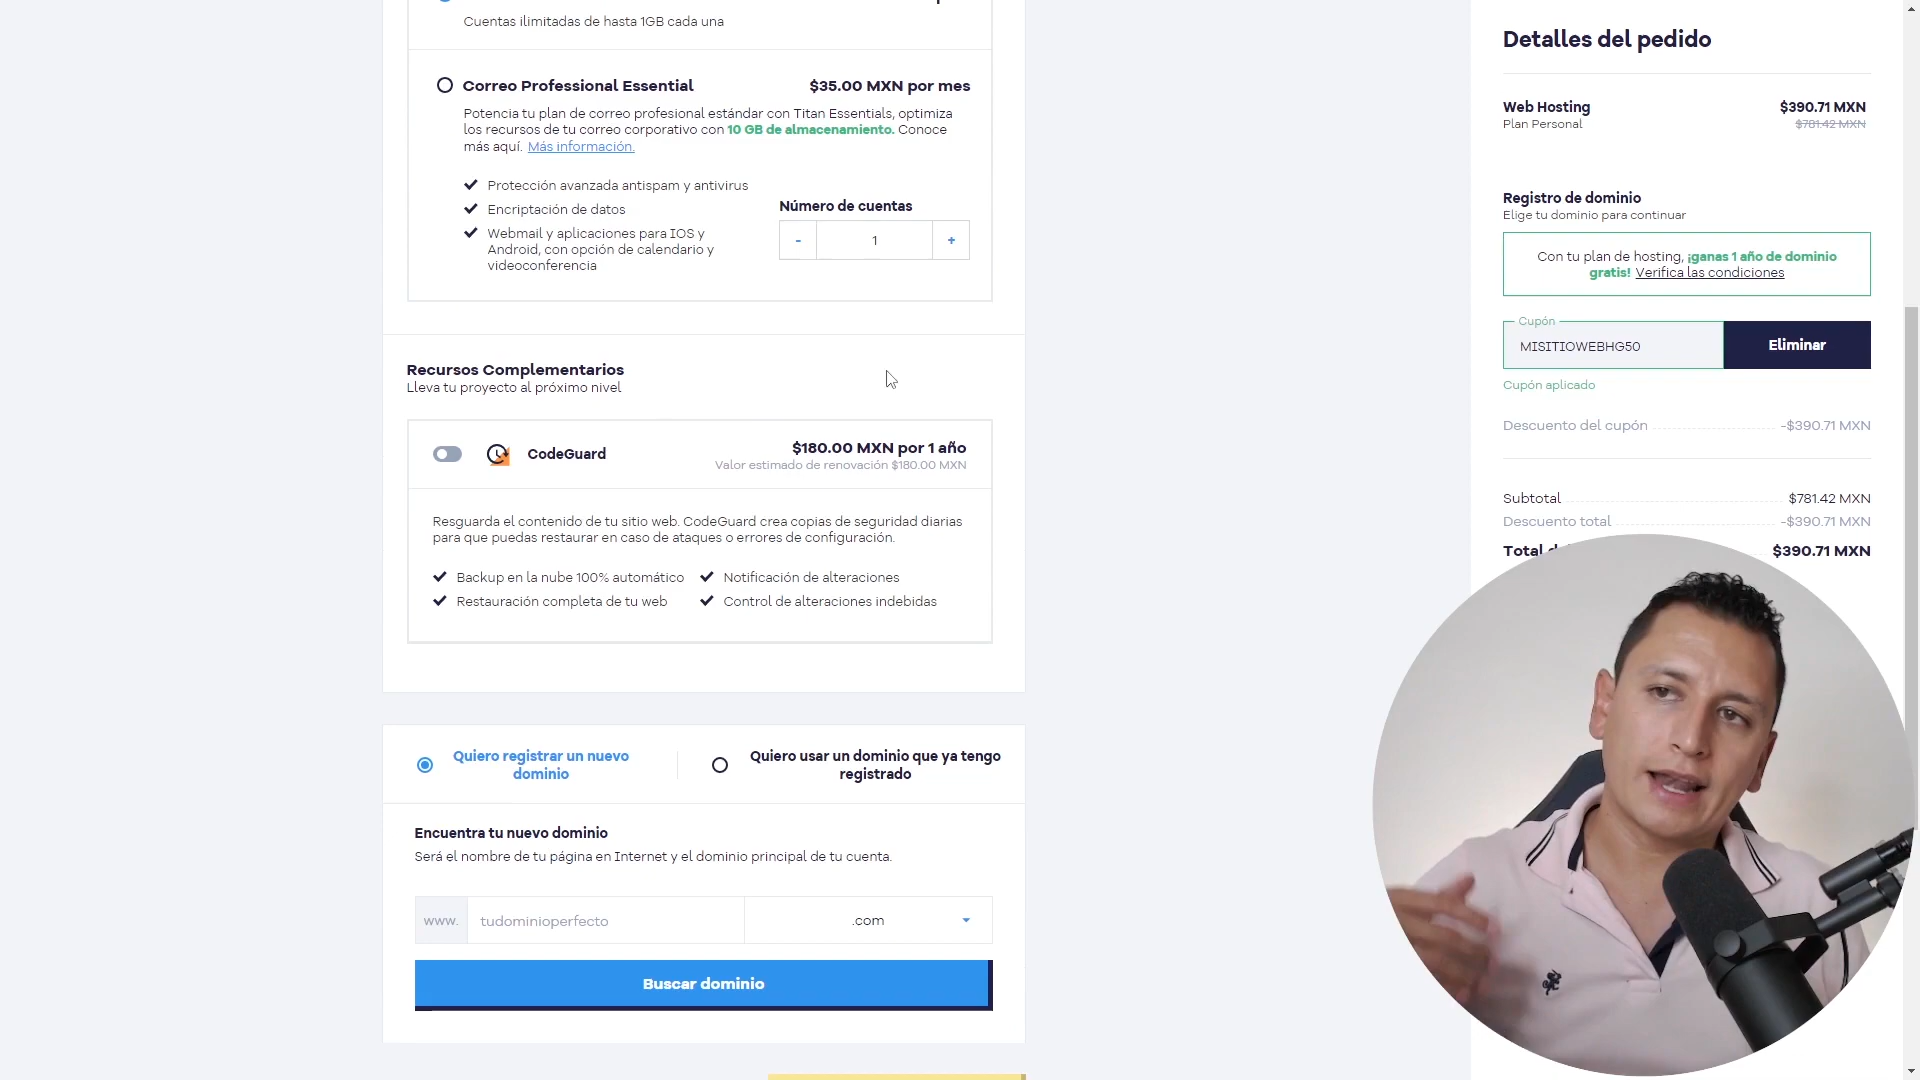 Cuentas ilimitadas de hasta 1GB cada una
Correo Professional Essential
$35.00 MXN por mes
Potencia tu plan de correo profesional estándar con Titan Essentials, optimiza
los recursos de tu correo corporativo con 10 GB de almacenamiento. Conoce
más aquí. Más información.
Protección avanzada antispam y antivirus
Encriptación de datos
Webmail y aplicaciones para IOS y
Android, con opción de calendario y
videoconferencia
Número de cuentas
- 1 +
Recursos Complementarios
Lleva tu proyecto al próximo nivel
CodeGuard
$180.00 MXN por 1 año
Valor estimado de renovación $180.00 MXN
Resguarda el contenido de tu sitio web. CodeGuard crea copias de seguridad diarias
para que puedas restaurar en caso de ataques o errores de configuración.
Backup en la nube 100% automático
Notificación de alteraciones
Restauración completa de tu web
Control de alteraciones indebidas
Quiero registrar un nuevo
dominio
Quiero usar un dominio que ya tengo
registrado
Encuentra tu nuevo dominio
Será el nombre de tu página en Internet y el dominio principal de tu cuenta.
www. tudominioperfecto .com
Buscar dominio
Detalles del pedido
Web Hosting $390.71 MXN
Plan Personal $781.42 MXN
Registro de dominio
Elige tu dominio para continuar
Con tu plan de hosting, ¡ganas 1 año de dominio
gratis! Verifica las condiciones
Cupón
MISITIOWEBHG50
Eliminar
Cupón aplicado
Descuento del cupón -$390.71 MXN
Subtotal $781.42 MXN
Descuento total -$390.71 MXN
Total $390.71 MXN